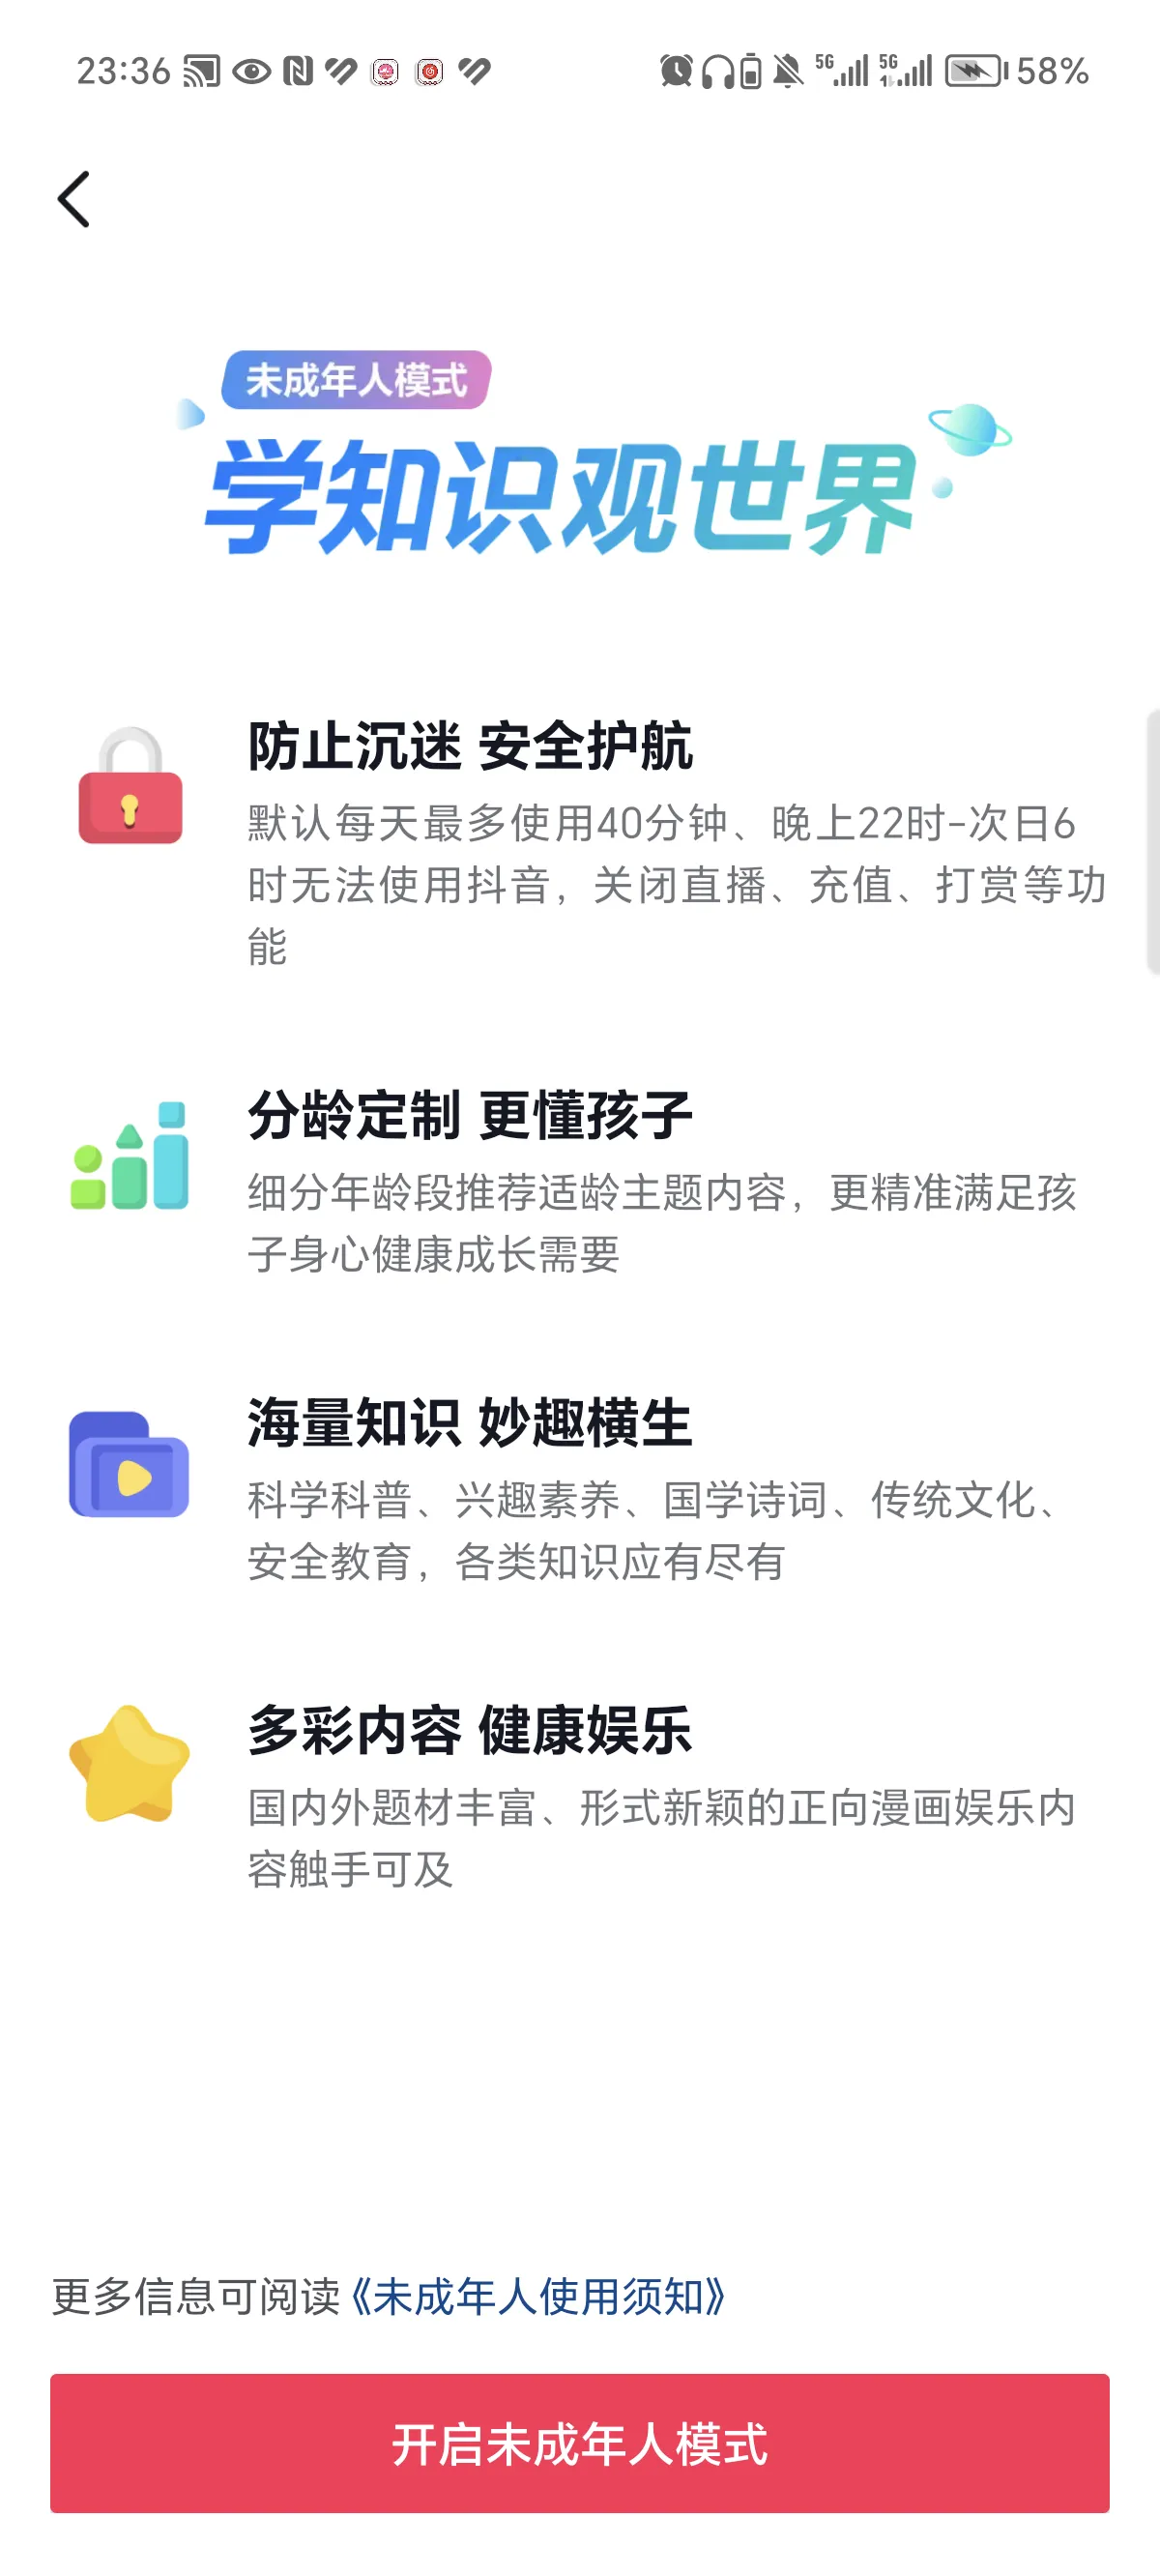 23:36
5G 5G 58%
未成年人模式
学知识观世界
防止沉迷 安全护航
默认每天最多使用40分钟、晚上22时-次日6
时无法使用抖音，关闭直播、充值、打赏等功
能
分龄定制 更懂孩子
细分年龄段推荐适龄主题内容，更精准满足孩
子身心健康成长需要
海量知识 妙趣横生
科学科普、兴趣素养、国学诗词、传统文化、
安全教育，各类知识应有尽有
多彩内容 健康娱乐
国内外题材丰富、形式新颖的正向漫画娱乐内
容触手可及
更多信息可阅读《未成年人使用须知》
开启未成年人模式